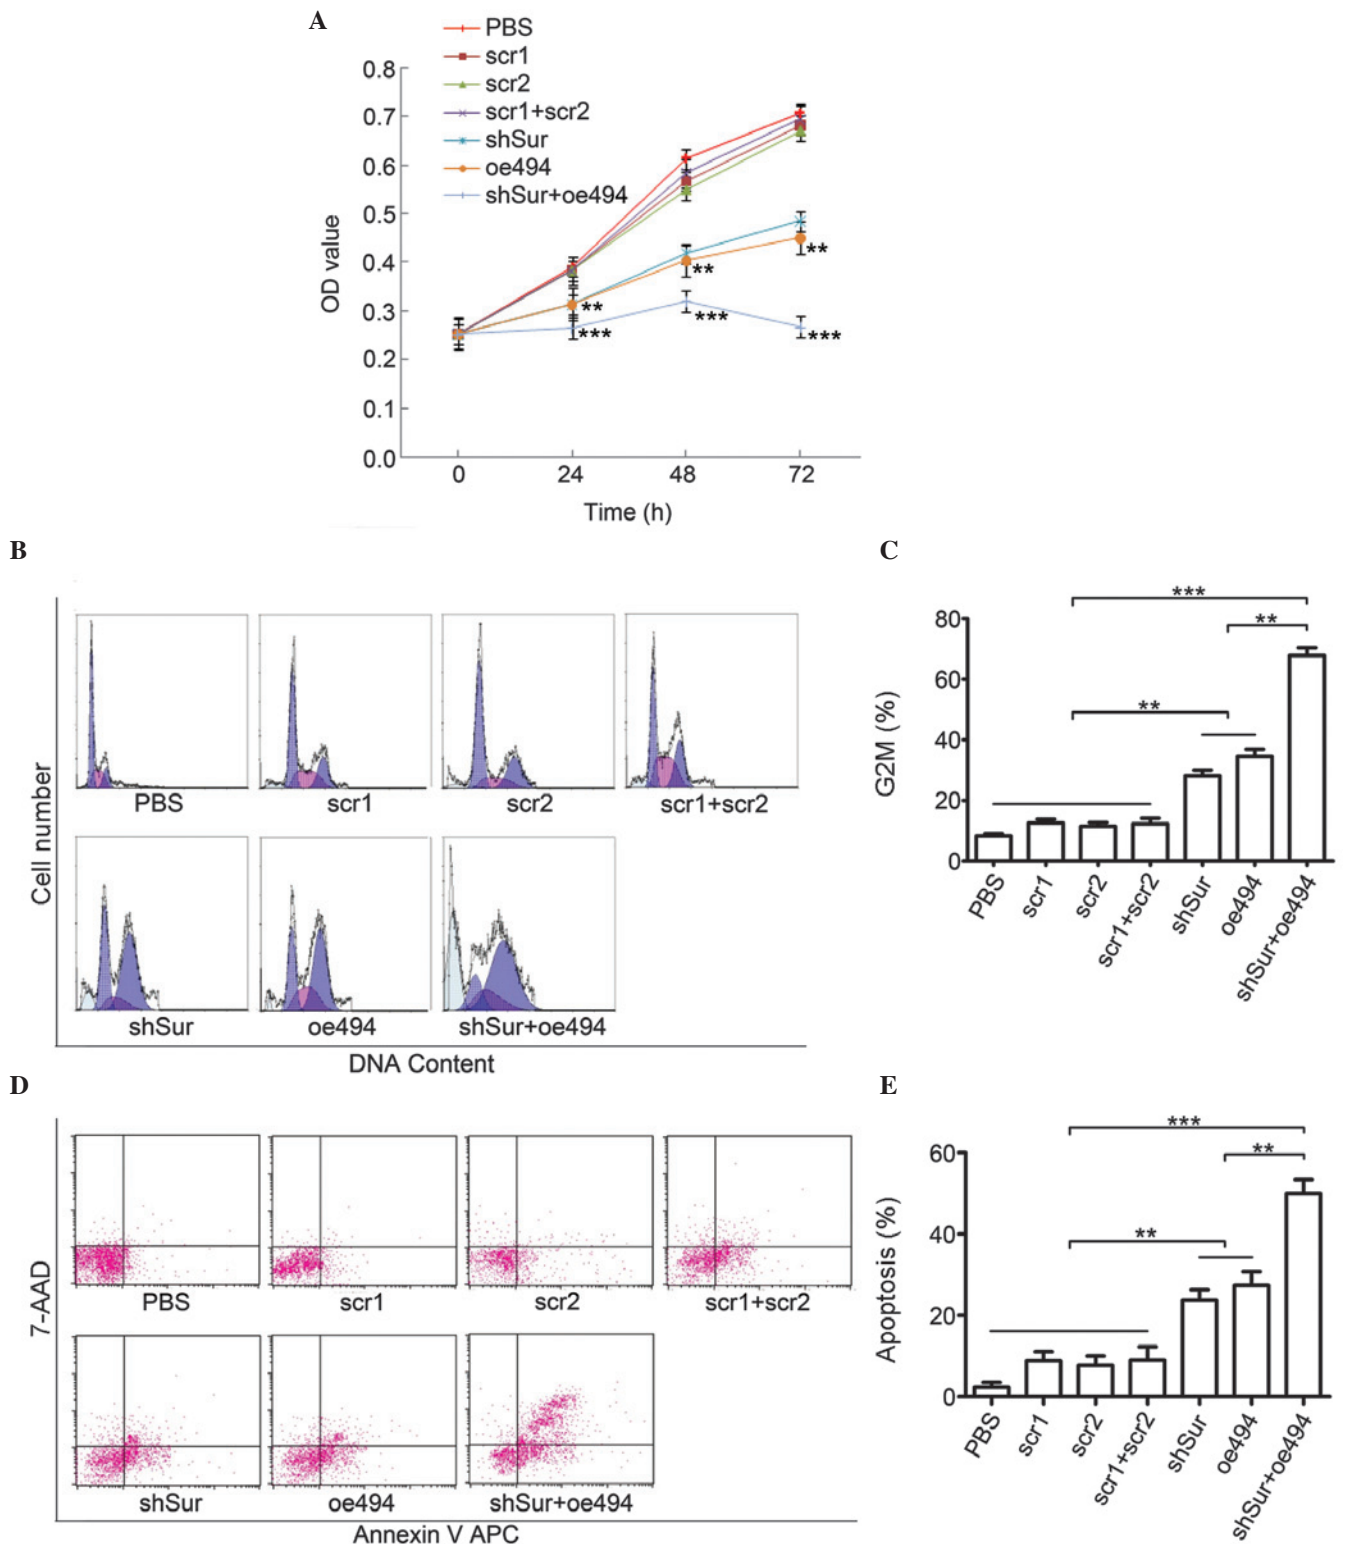 A
PBS
scr1
scr2
scr1+scr2
shSur
oe494
shSur+oe494
0.8
0.7
0.6
0.5
0.4
0.3
0.2
0.1
0.0
OD value
**
***
**
***
**
***
0 24 48 72
Time (h)
B
Cell number
PBS scr1 scr2 scr1+scr2
shSur oe494 shSur+oe494
DNA Content
C
***
**
**
80
60
40
20
0
G2M (%)
PBS scr1 scr2 scr1+scr2 shSur oe494 shSur+oe494
D
7-AAD
PBS scr1 scr2 scr1+scr2
shSur oe494 shSur+oe494
Annexin V APC
E
***
**
**
60
40
20
0
Apoptosis (%)
PBS scr1 scr2 scr1+scr2 shSur oe494 shSur+oe494